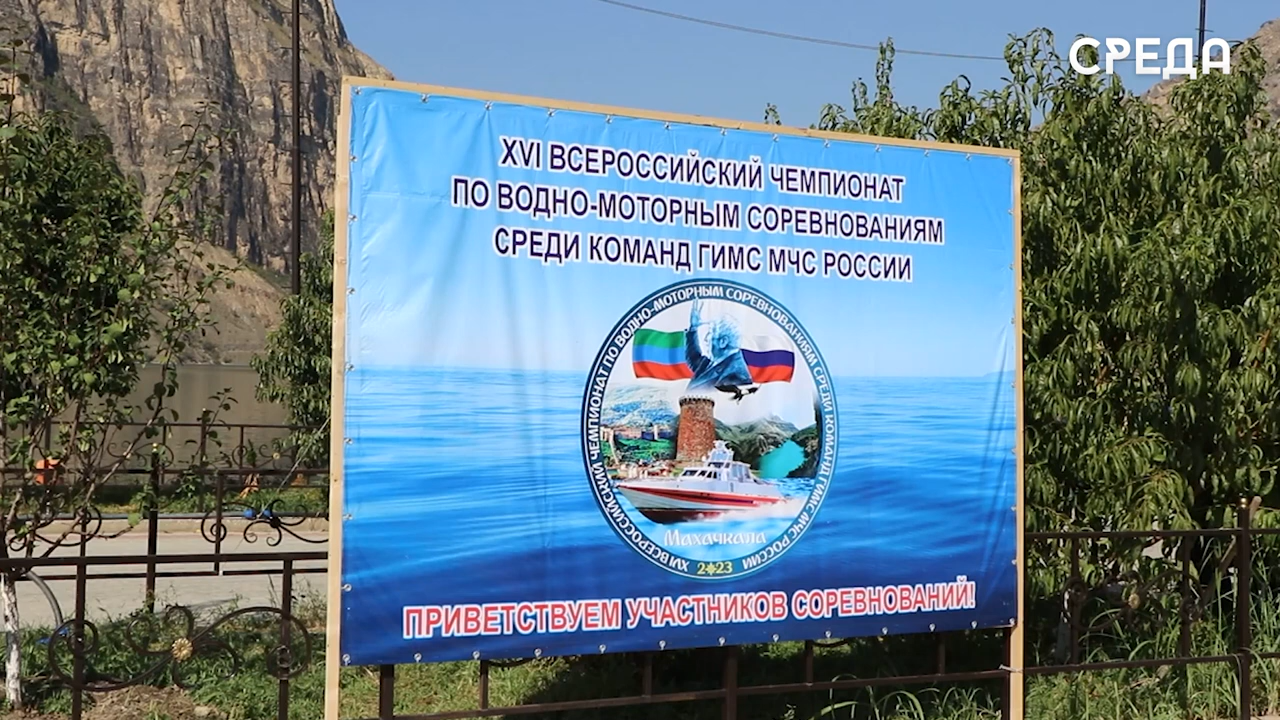 СРЕДА
XVI ВСЕРОССИЙСКИЙ ЧЕМПИОНАТ
ПО ВОДНО-МОТОРНЫМ СОРЕВНОВАНИЯМ
СРЕДИ КОМАНД ГИМС МЧС РОССИИ
XVI ВСЕРОССИЙСКИЙ ЧЕМПИОНАТ ПО ВОДНО-МОТОРНЫМ СОРЕВНОВАНИЯМ СРЕДИ КОМАНД ГИМС МЧС РОССИИ
Махачкала
2023
ПРИВЕТСТВУЕМ УЧАСТНИКОВ СОРЕВНОВАНИЙ!